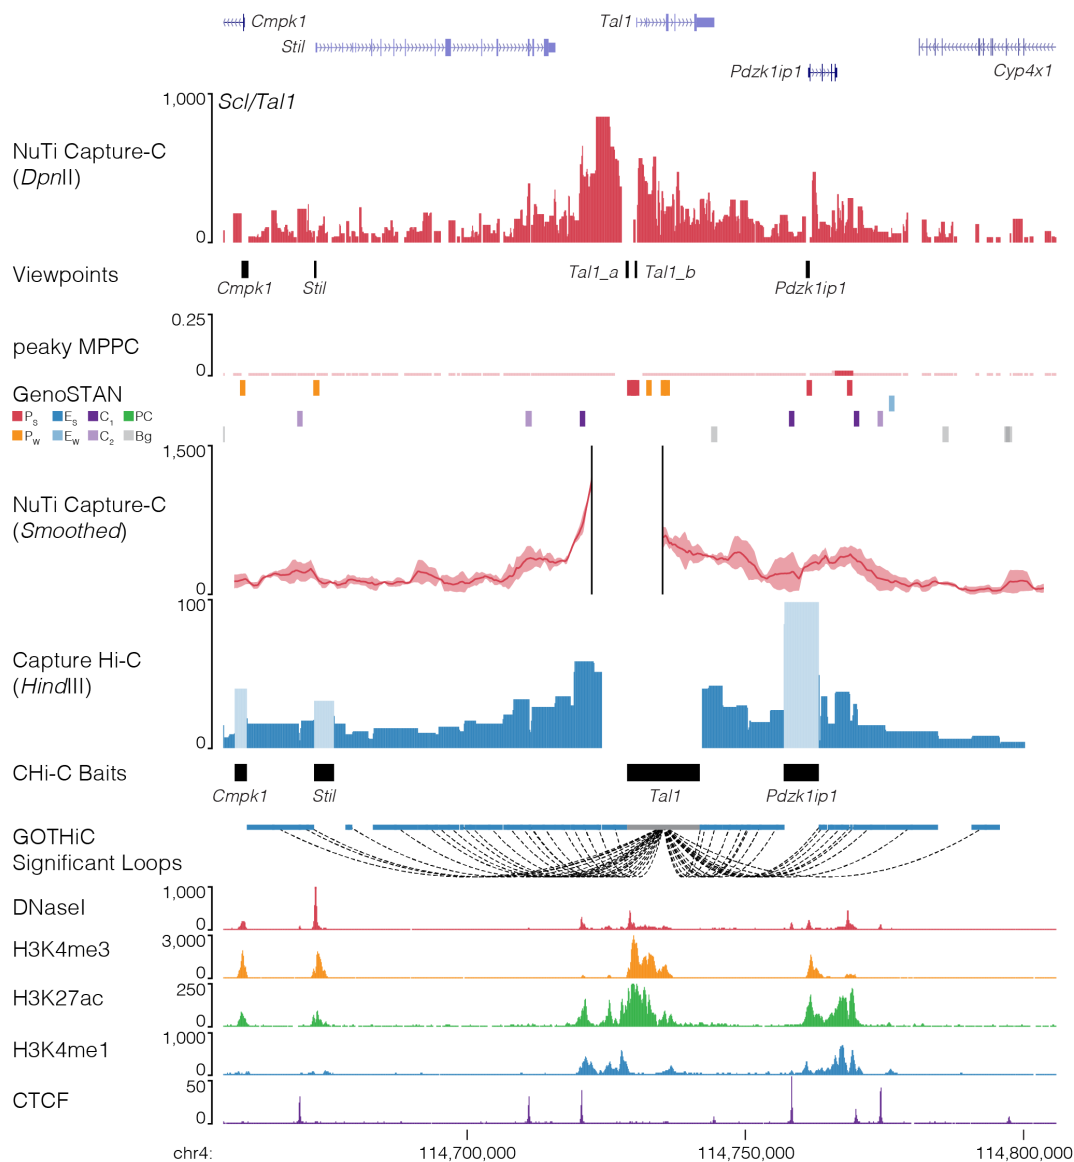 Cmpk1
Tal1
Stil
Pdzk1ip1
Cyp4x1
1,000
Scl/Tal1
NuTi Capture-C
(DpnII)
0
Viewpoints
Tal1_a
Tal1_b
Cmpk1
Stil
Pdzk1ip1
0.25
peaky MPPC
0
GenoSTAN
Ps Es C1 PC
Pw Ew C2 Bg
1,500
NuTi Capture-C
(Smoothed)
0
100
Capture Hi-C
(HindIII)
0
CHi-C Baits
Cmpk1
Stil
Tal1
Pdzk1ip1
GOTHiC
Significant Loops
1,000
DNaseI
0
3,000
H3K4me3
0
250
H3K27ac
0
1,000
H3K4me1
0
50
CTCF
0
chr4:
114,700,000
114,750,000
114,800,000